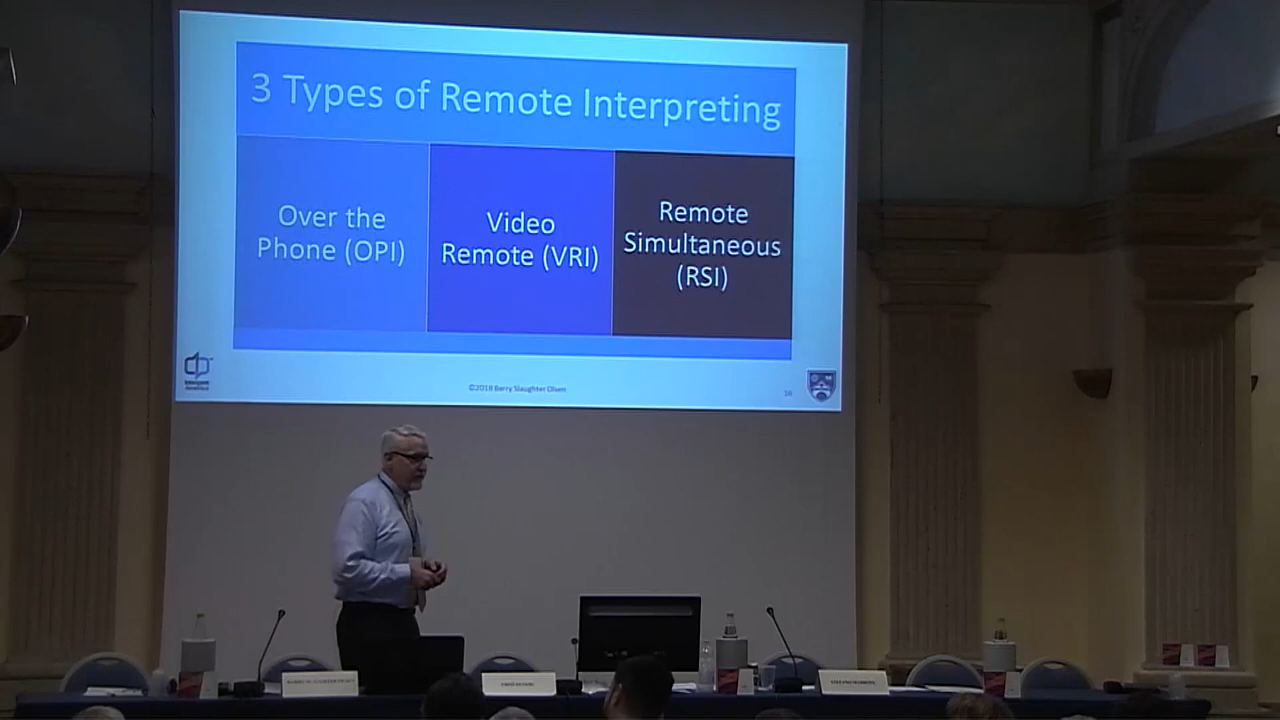 3 Types of Remote Interpreting
Over the
Phone (OPI)
Video
Remote (VRI)
Remote
Simultaneous
(RSI)
©2018 Barry Slaughter Olsen
16